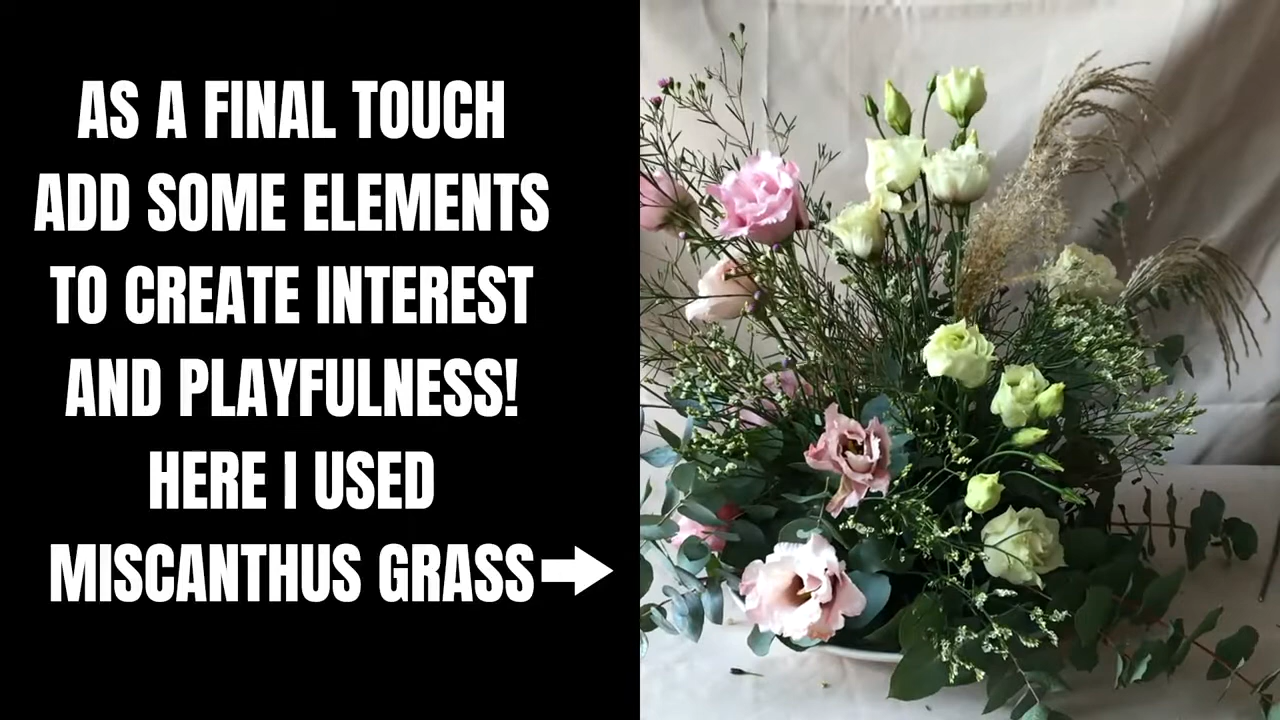 AS A FINAL TOUCH
ADD SOME ELEMENTS
TO CREATE INTEREST
AND PLAYFULNESS!
HERE I USED
MISCANTHUS GRASS